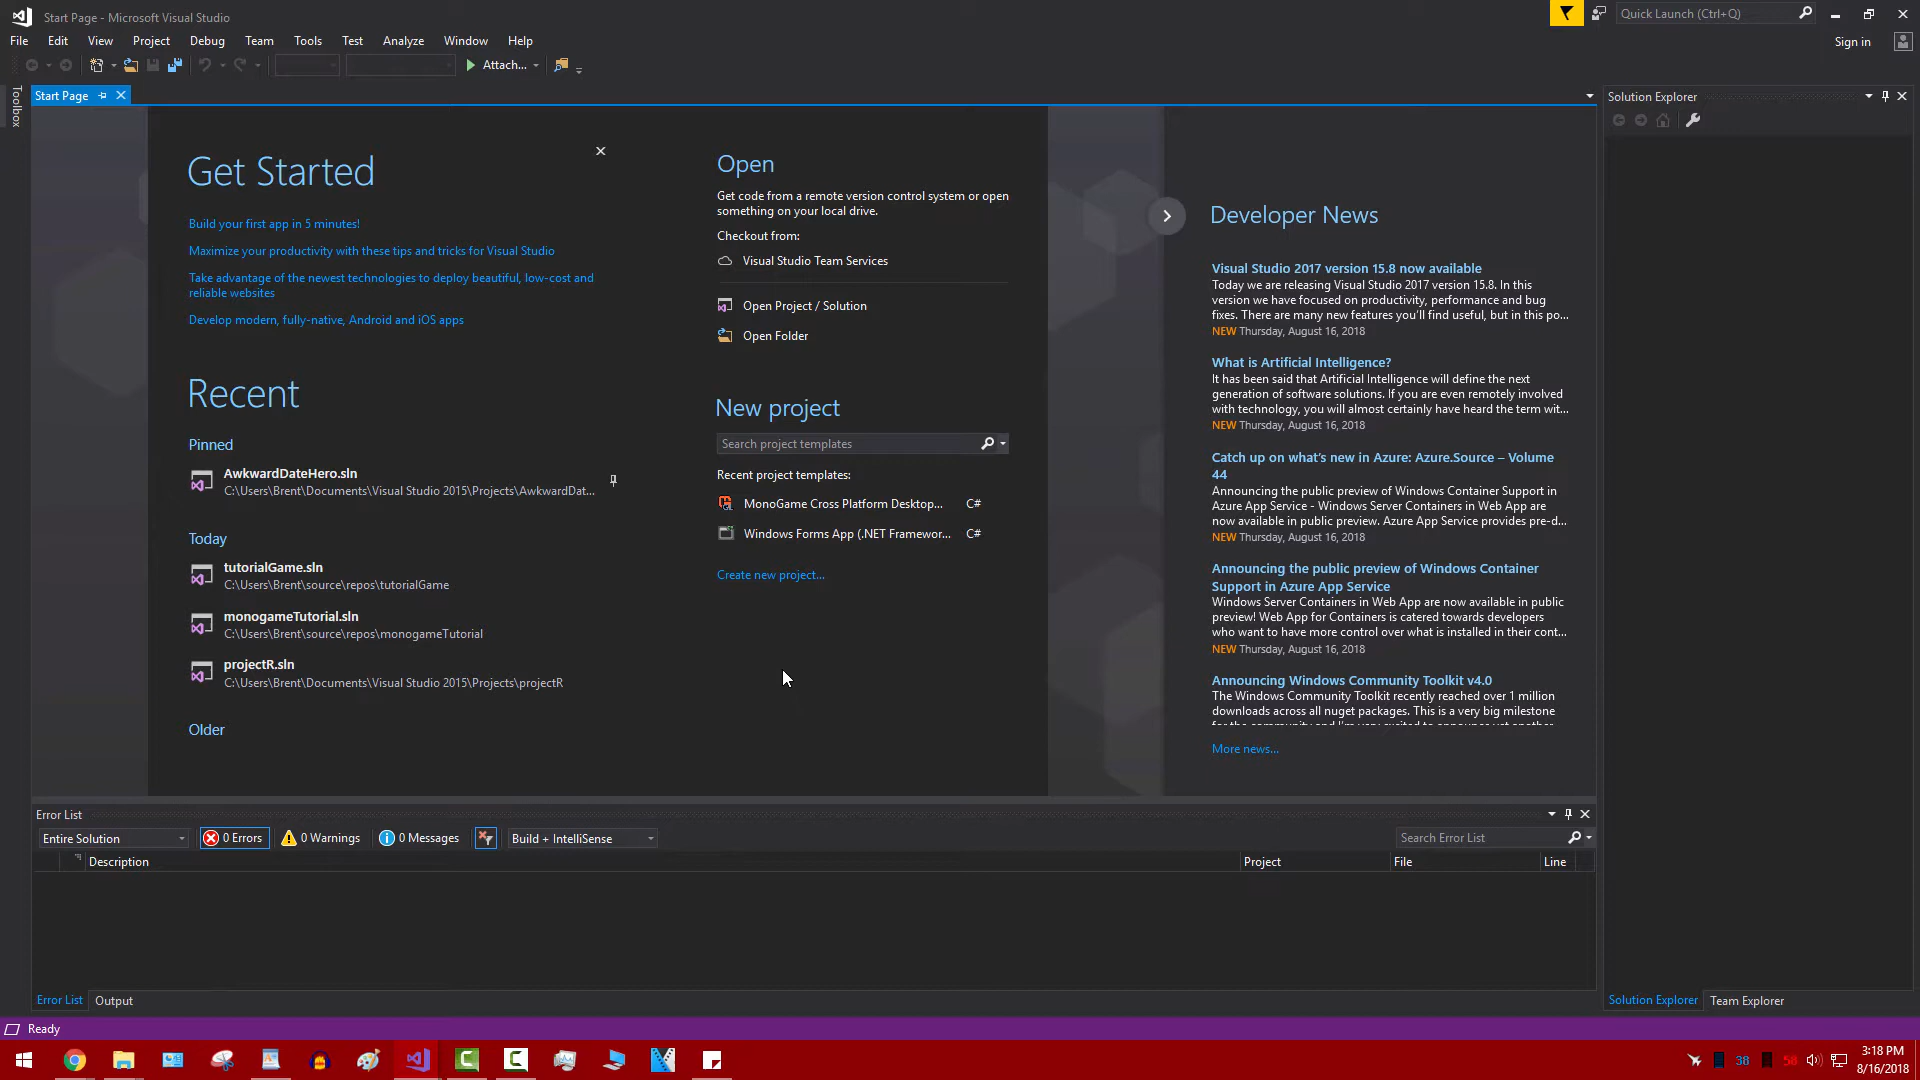 Start Page - Microsoft Visual Studio
Quick Launch (Ctrl+Q)
File Edit View Project Debug Team Tools Test Analyze Window Help
Sign in
Attach...
Toolbox
Start Page
Solution Explorer
Get Started
Build your first app in 5 minutes!
Maximize your productivity with these tips and tricks for Visual Studio
Take advantage of the newest technologies to deploy beautiful, low-cost and
reliable websites
Develop modern, fully-native, Android and iOS apps
Recent
Pinned
AwkwardDateHero.sln
C:\Users\Brent\Documents\Visual Studio 2015\Projects\AwkwardDat...
Today
tutorialGame.sln
C:\Users\Brent\source\repos\tutorialGame
monogameTutorial.sln
C:\Users\Brent\source\repos\monogameTutorial
projectR.sln
C:\Users\Brent\Documents\Visual Studio 2015\Projects\projectR
Older
Open
Get code from a remote version control system or open
something on your local drive.
Checkout from:
Visual Studio Team Services
Open Project / Solution
Open Folder
New project
Search project templates
Recent project templates:
MonoGame Cross Platform Desktop... C#
Windows Forms App (.NET Framewor... C#
Create new project...
Developer News
Visual Studio 2017 version 15.8 now available
Today we are releasing Visual Studio 2017 version 15.8. In this
version we have focused on productivity, performance and bug
fixes. There are many new features you'll find useful, but in this po...
NEW Thursday, August 16, 2018
What is Artificial Intelligence?
It has been said that Artificial Intelligence will define the next
generation of software solutions. If you are even remotely involved
with technology, you will almost certainly have heard the term wit...
NEW Thursday, August 16, 2018
Catch up on what's new in Azure: Azure.Source – Volume
44
Announcing the public preview of Windows Container Support in
Azure App Service - Windows Server Containers in Web App are
now available in public preview. Azure App Service provides pre-d...
NEW Thursday, August 16, 2018
Announcing the public preview of Windows Container
Support in Azure App Service
Windows Server Containers in Web App are now available in public
preview! Web App for Containers is catered towards developers
who want to have more control over what is installed in their cont...
NEW Thursday, August 16, 2018
Announcing Windows Community Toolkit v4.0
The Windows Community Toolkit recently reached over 1 million
downloads across all nuget packages. This is a very big milestone
More news...
Error List
Entire Solution 0 Errors 0 Warnings 0 Messages Build + IntelliSense
Search Error List
Description Project File Line
Error List Output
Solution Explorer Team Explorer
Ready
38
3:18 PM
8/16/2018